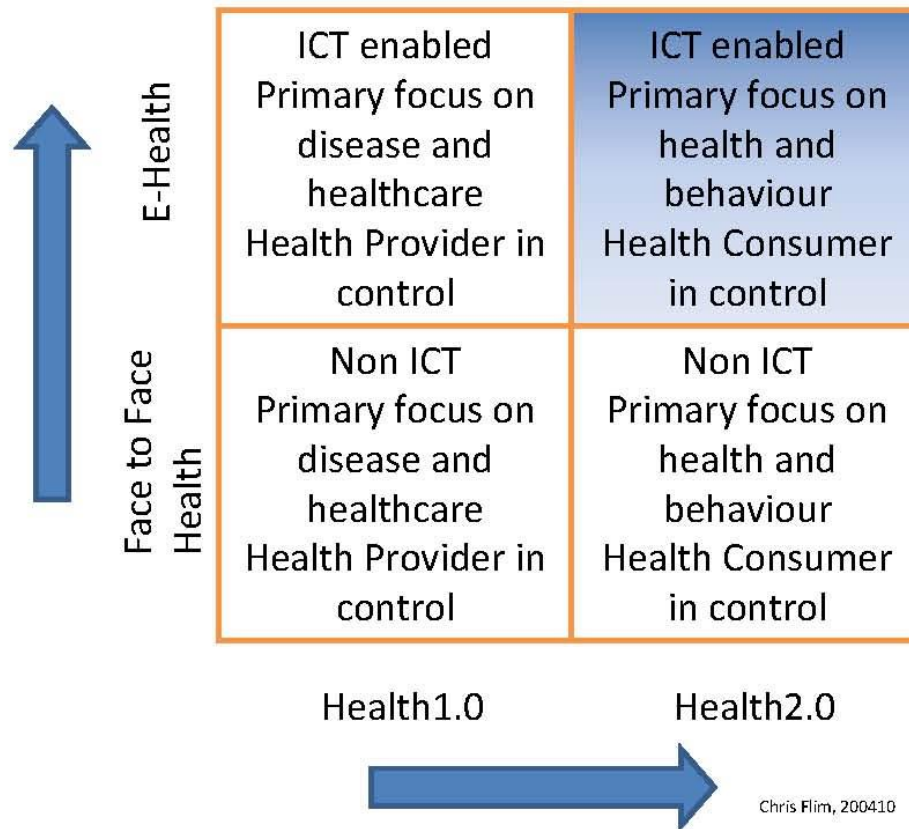 E-Health
ICT enabled
Primary focus on
disease and
healthcare
Health Provider in
control
ICT enabled
Primary focus on
health and
behaviour
Health Consumer
in control
Face to Face
Health
Non ICT
Primary focus on
disease and
healthcare
Health Provider in
control
Non ICT
Primary focus on
health and
behaviour
Health Consumer
in control
Health1.0
Health2.0
Chris Flim, 200410